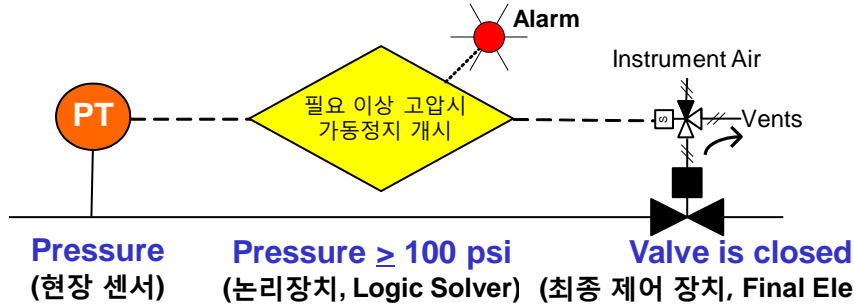 Alarm
Instrument Air
PT
필요 이상 고압시
가동정지 개시
S
Vents
Pressure
Pressure ≥ 100 psi
Valve is closed
(현장 센서)
(논리장치, Logic Solver)
(최종 제어 장치, Final Ele